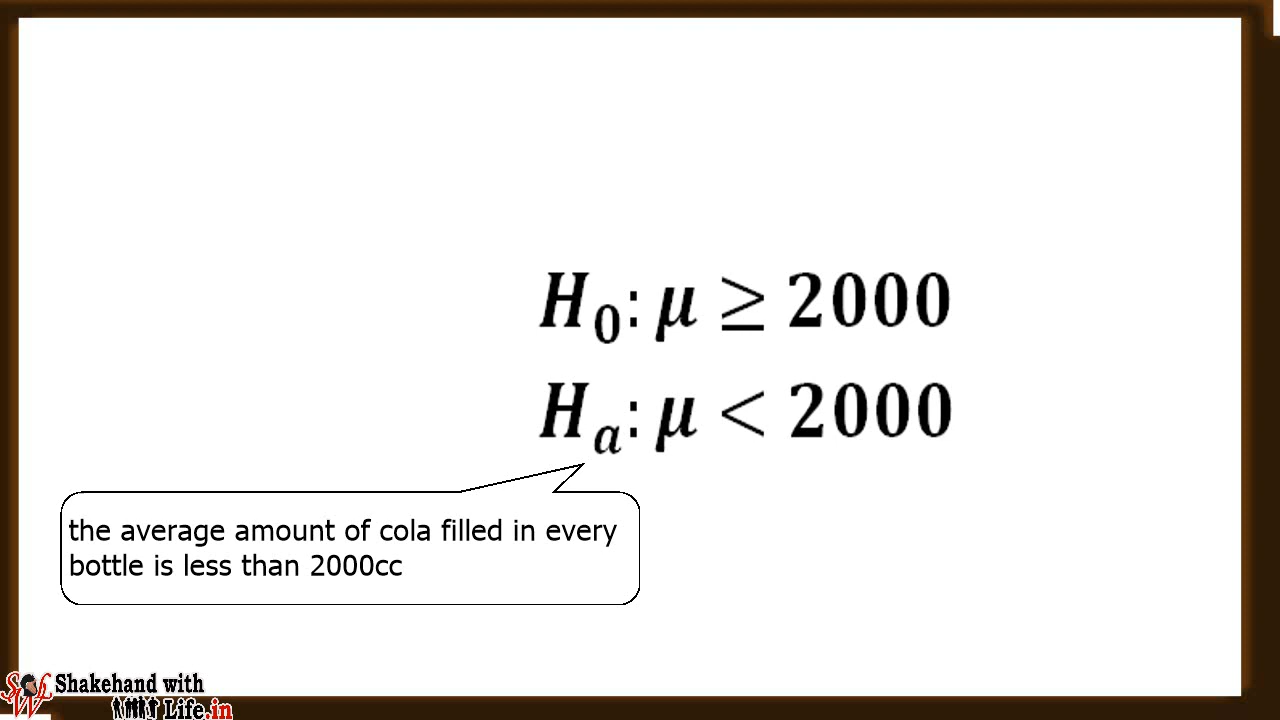 H₀: μ ≥ 2000
Hₐ: μ < 2000
the average amount of cola filled in every
bottle is less than 2000cc
Shakehand with
Life.in